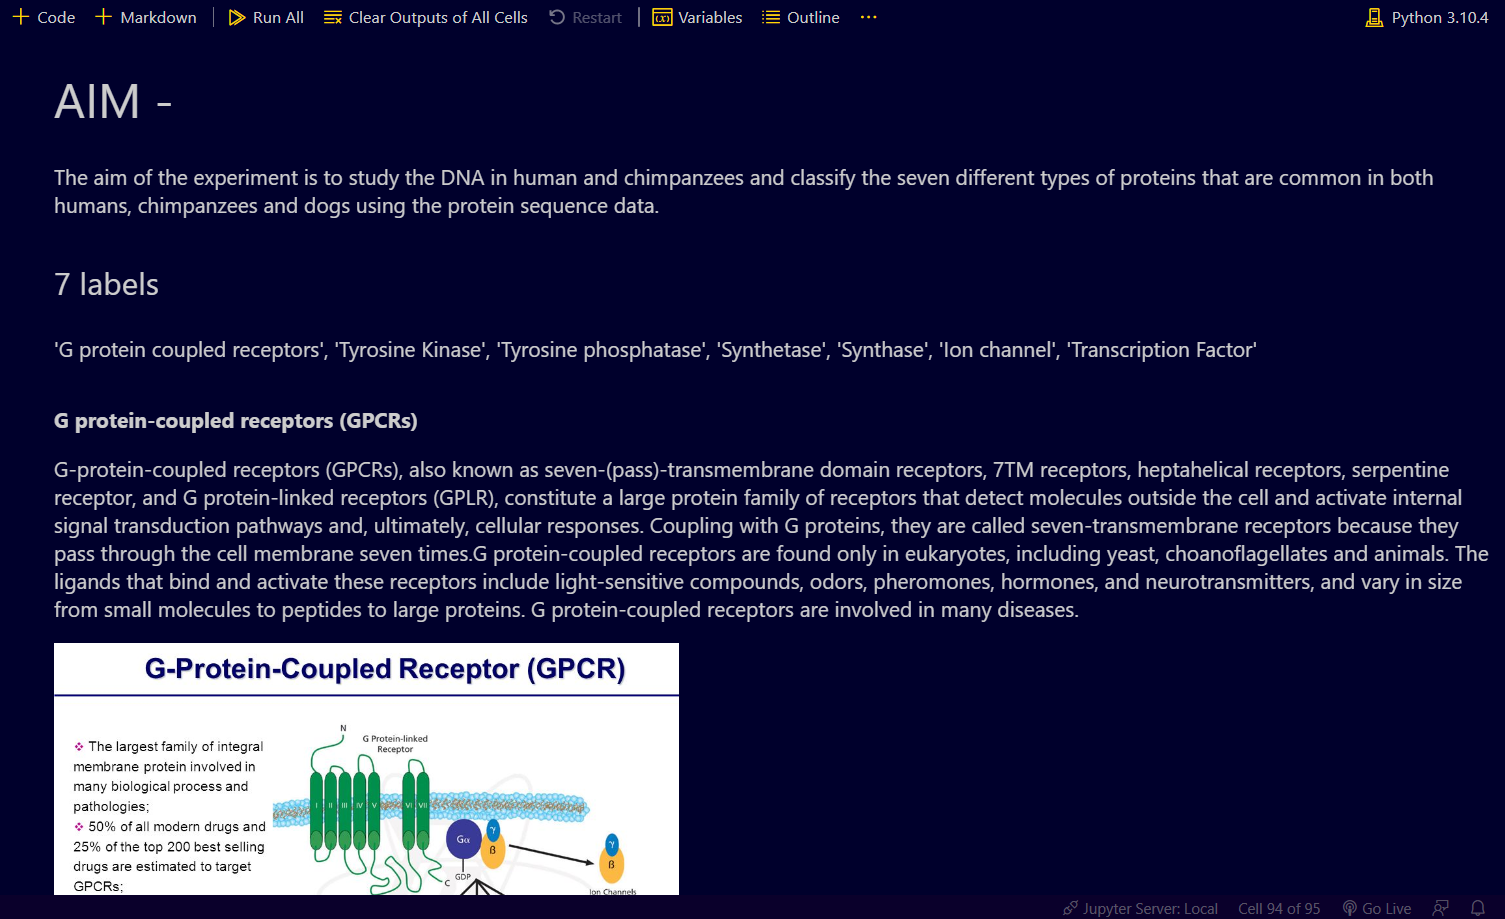 Code Markdown Run All Clear Outputs of All Cells Restart Variables Outline ... Python 3.10.4
AIM -
The aim of the experiment is to study the DNA in human and chimpanzees and classify the seven different types of proteins that are common in both
humans, chimpanzees and dogs using the protein sequence data.
7 labels
'G protein coupled receptors', 'Tyrosine Kinase', 'Tyrosine phosphatase', 'Synthetase', 'Synthase', 'Ion channel', 'Transcription Factor'
G protein-coupled receptors (GPCRs)
G-protein-coupled receptors (GPCRs), also known as seven-(pass)-transmembrane domain receptors, 7TM receptors, heptahelical receptors, serpentine
receptor, and G protein-linked receptors (GPLR), constitute a large protein family of receptors that detect molecules outside the cell and activate internal
signal transduction pathways and, ultimately, cellular responses. Coupling with G proteins, they are called seven-transmembrane receptors because they
pass through the cell membrane seven times.G protein-coupled receptors are found only in eukaryotes, including yeast, choanoflagellates and animals. The
ligands that bind and activate these receptors include light-sensitive compounds, odors, pheromones, hormones, and neurotransmitters, and vary in size
from small molecules to peptides to large proteins. G protein-coupled receptors are involved in many diseases.
G-Protein-Coupled Receptor (GPCR)
❖ The largest family of integral
membrane protein involved in
many biological process and
pathologies;
❖ 50% of all modern drugs and
25% of the top 200 best selling
drugs are estimated to target
GPCRs;
N
G Protein-linked
Receptor
I II III IV V VI VII
Gα γ β
GDP
C
γ
β
Ion Channels
Jupyter Server: Local Cell 94 of 95 Go Live